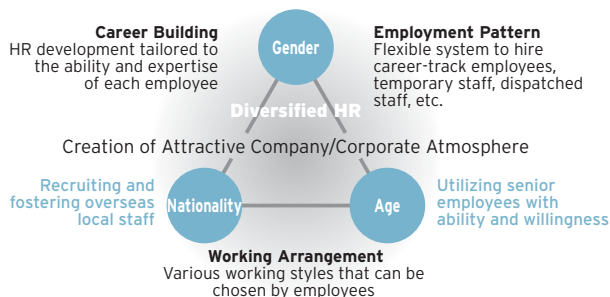 Career Building
HR development tailored to
the ability and expertise
of each employee
Gender
Employment Pattern
Flexible system to hire
career-track employees,
temporary staff, dispatched
staff, etc.
Diversified HR
Creation of Attractive Company/Corporate Atmosphere
Recruiting and
fostering overseas
local staff
Nationality
Age
Utilizing senior
employees with
ability and willingness
Working Arrangement
Various working styles that can be
chosen by employees